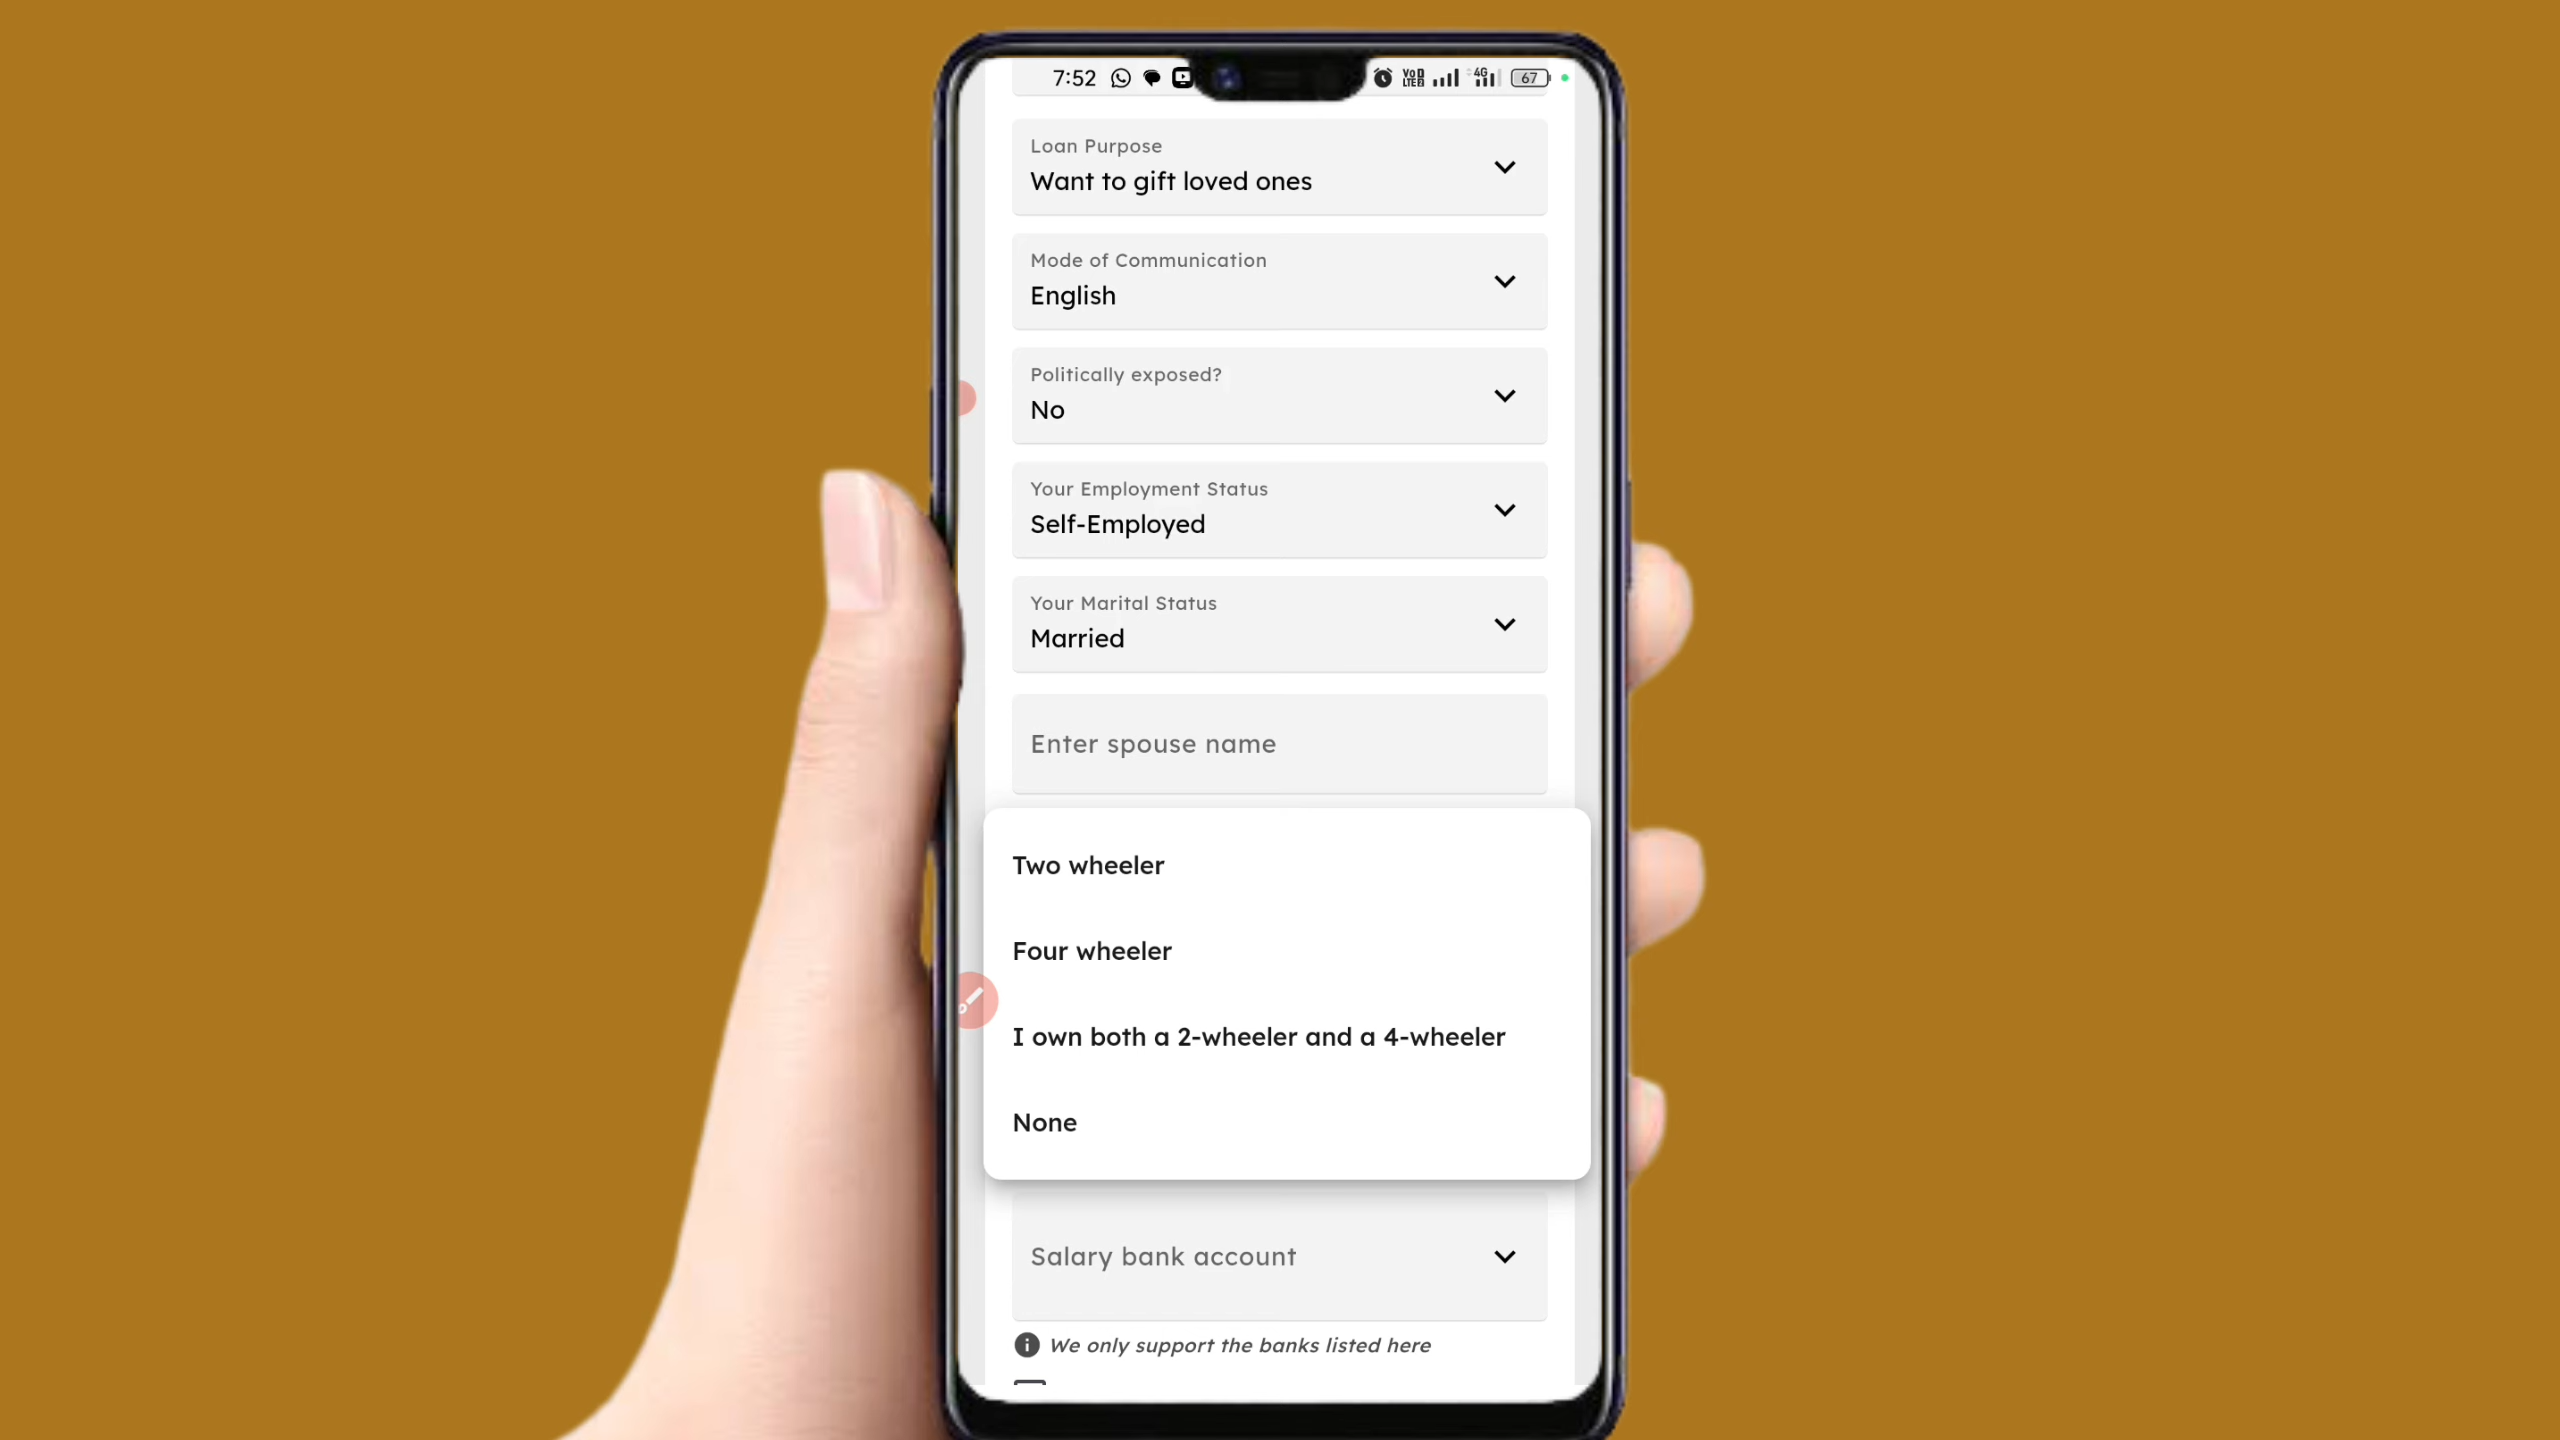 7:52 4G 67
Loan Purpose
Want to gift loved ones
Mode of Communication
English
Politically exposed?
No
Your Employment Status
Self-Employed
Your Marital Status
Married
Enter spouse name
Two wheeler
Four wheeler
I own both a 2-wheeler and a 4-wheeler
None
Salary bank account
We only support the banks listed here